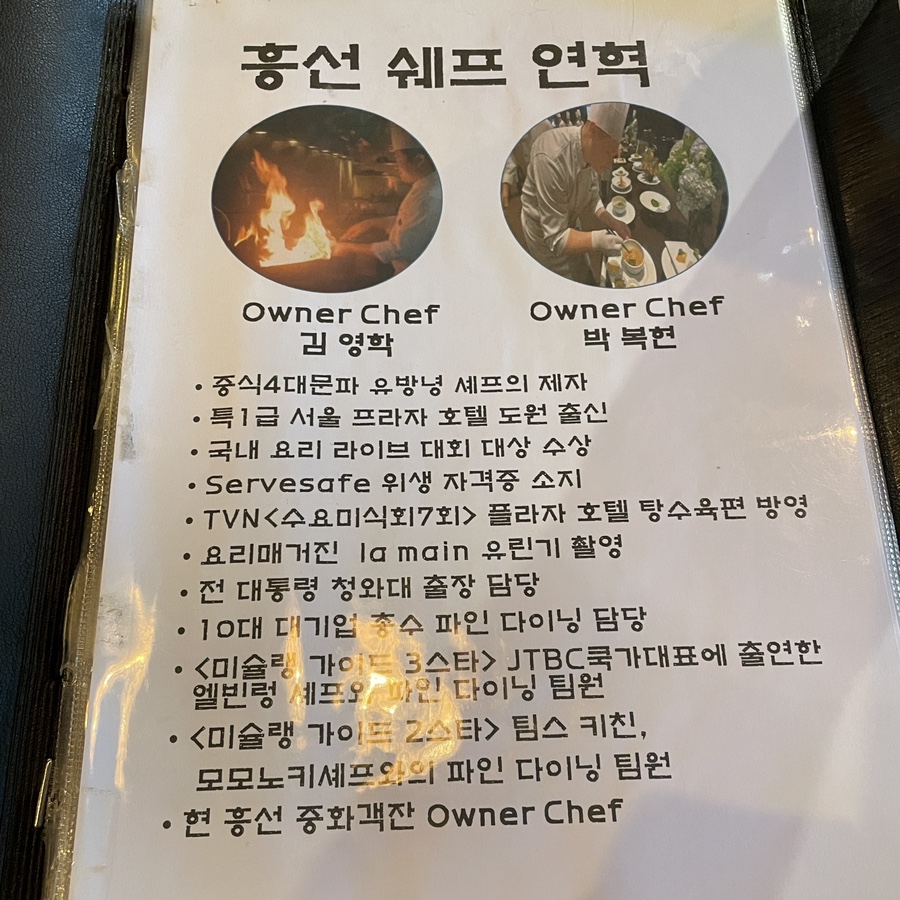 흥선 쉐프 연혁
Owner Chef
김 영학
Owner Chef
박 복현
• 중식4대문파 유방녕 셰프의 제자
• 특1급 서울 프라자 호텔 도원 출신
• 국내 요리 라이브 대회 대상 수상
• Servesafe 위생 자격증 소지
• TVN<수요미식회7회> 플라자 호텔 탕수육편 방영
• 요리매거진 la main 유린기 촬영
• 전 대통령 청와대 출장 담당
• 10대 대기업 총수 파인 다이닝 담당
• <미슐랭 가이드 3스타> JTBC쿡가대표에 출연한
엘빈렁 셰프와 파인 다이닝 팀원
• <미슐랭 가이드 2스타> 팀스 키친,
모모노키셰프와의 파인 다이닝 팀원
• 현 흥선 중화객잔 Owner Chef